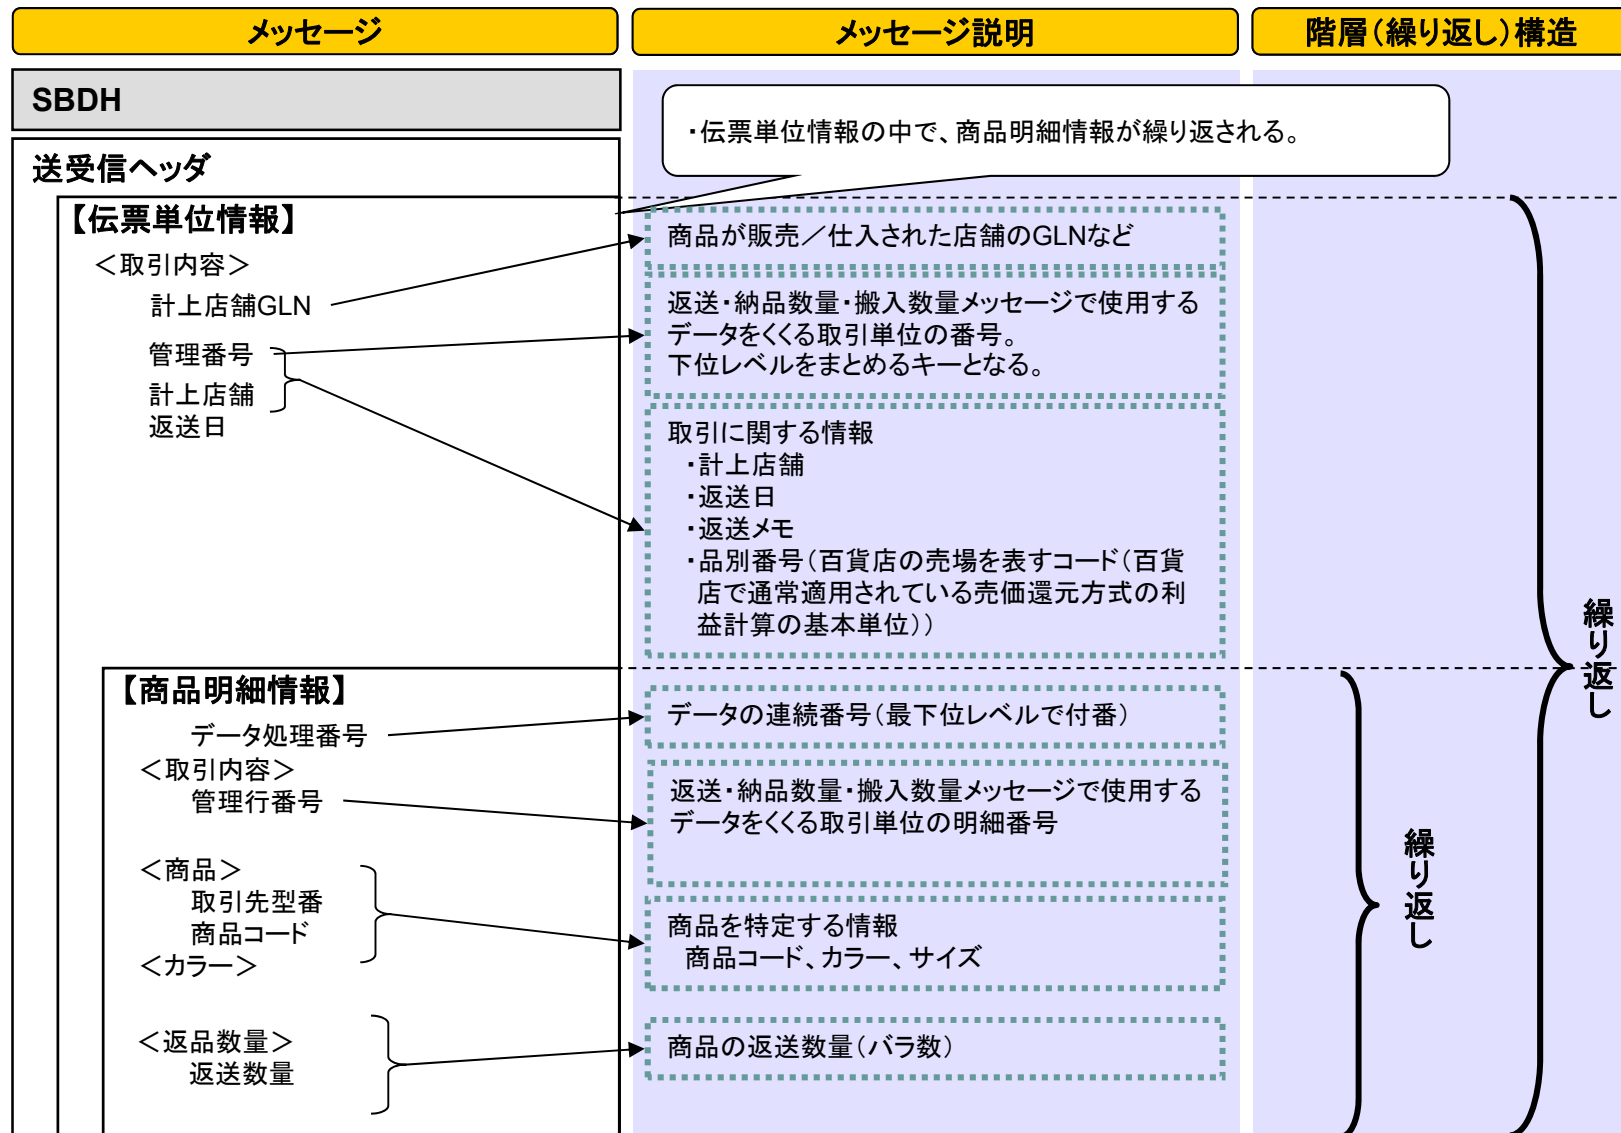 メッセージ
メッセージ説明
階層（繰り返し）構造
SBDH
・伝票単位情報の中で、商品明細情報が繰り返される。
送受信ヘッダ
【伝票単位情報】
＜取引内容＞
計上店舗GLN
管理番号
計上店舗
返送日
商品が販売／仕入された店舗のGLNなど
返送・納品数量・搬入数量メッセージで使用する
データをくくる取引単位の番号。
下位レベルをまとめるキーとなる。
取引に関する情報
・計上店舗
・返送日
・返送メモ
・品別番号（百貨店の売場を表すコード（百貨
店で通常適用されている売価還元方式の利
益計算の基本単位））
繰り返し
【商品明細情報】
データ処理番号
＜取引内容＞
管理行番号
＜商品＞
取引先型番
商品コード
＜カラー＞
＜返品数量＞
返送数量
データの連続番号（最下位レベルで付番）
返送・納品数量・搬入数量メッセージで使用する
データをくくる取引単位の明細番号
商品を特定する情報
商品コード、カラー、サイズ
商品の返送数量（バラ数）
繰り返し